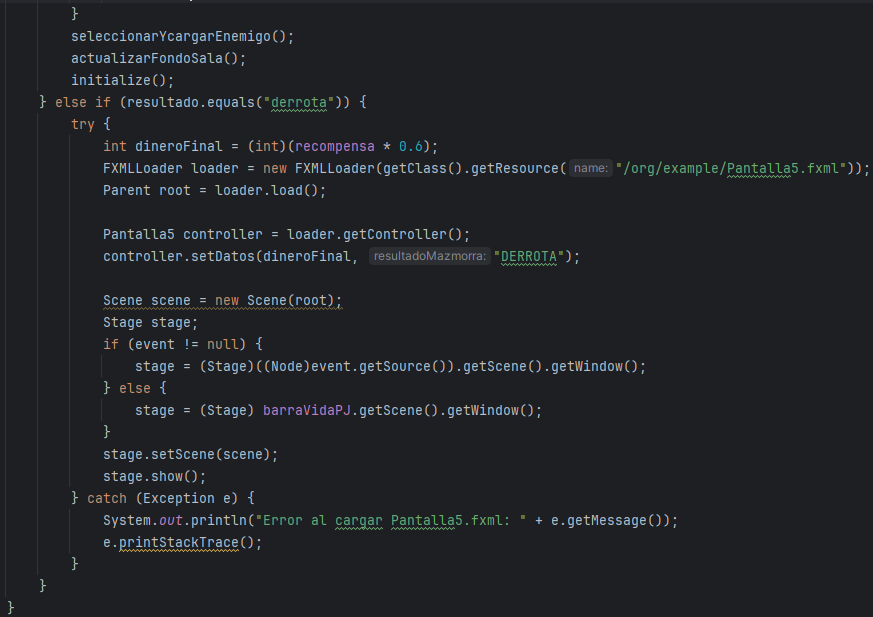 }
seleccionarYcargarEnemigo();
actualizarFondoSala();
initialize();
} else if (resultado.equals("derrota")) {
try {
int dineroFinal = (int)(recompensa * 0.6);
FXMLLoader loader = new FXMLLoader(getClass().getResource( name: "/org/example/Pantalla5.fxml"));
Parent root = loader.load();
Pantalla5 controller = loader.getController();
controller.setDatos(dineroFinal, resultadoMazmorra: "DERROTA");
Scene scene = new Scene(root);
Stage stage;
if (event != null) {
stage = (Stage)((Node)event.getSource()).getScene().getWindow();
} else {
stage = (Stage) barraVidaPJ.getScene().getWindow();
}
stage.setScene(scene);
stage.show();
} catch (Exception e) {
System.out.println("Error al cargar Pantalla5.fxml: " + e.getMessage());
e.printStackTrace();
}
}
}